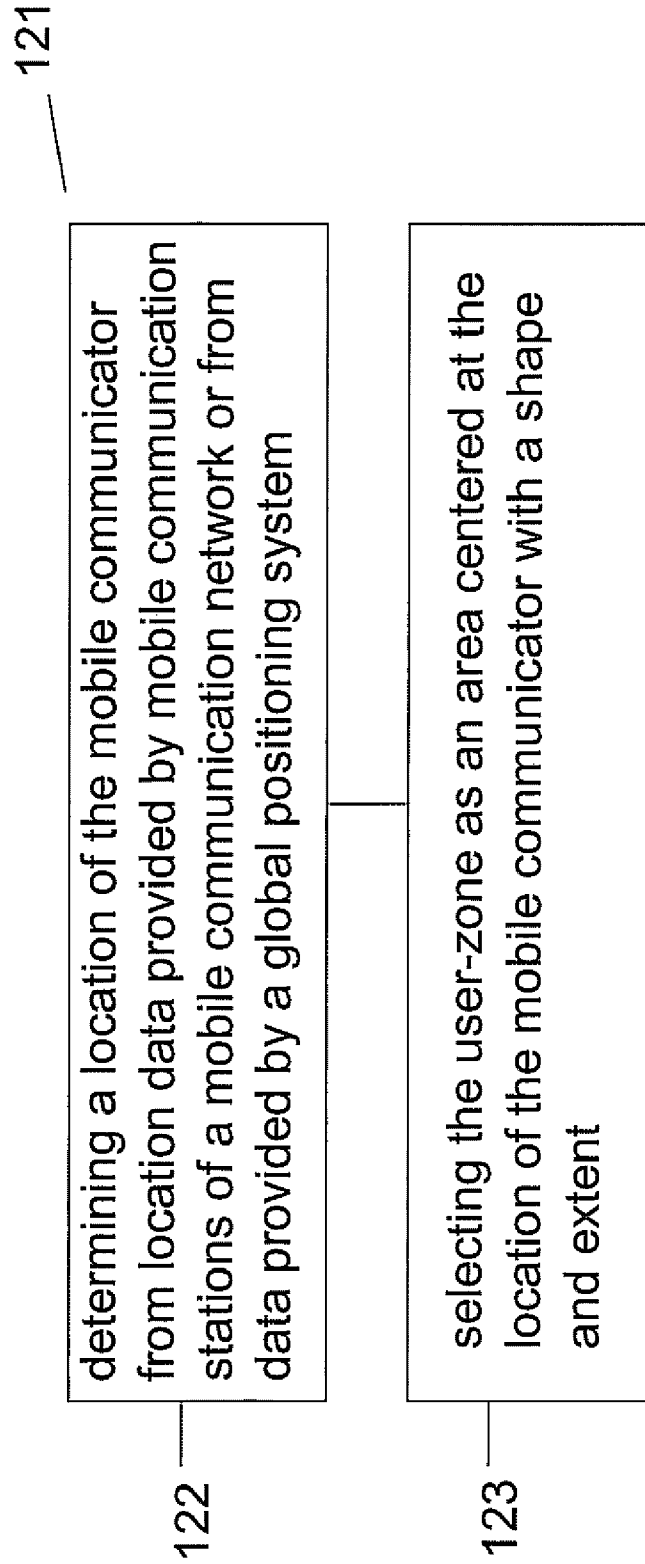 121
122
determining a location of the mobile communicator
from location data provided by mobile communication
stations of a mobile communication network or from
data provided by a global positioning system
123
selecting the user-zone as an area centered at the
location of the mobile communicator with a shape
and extent